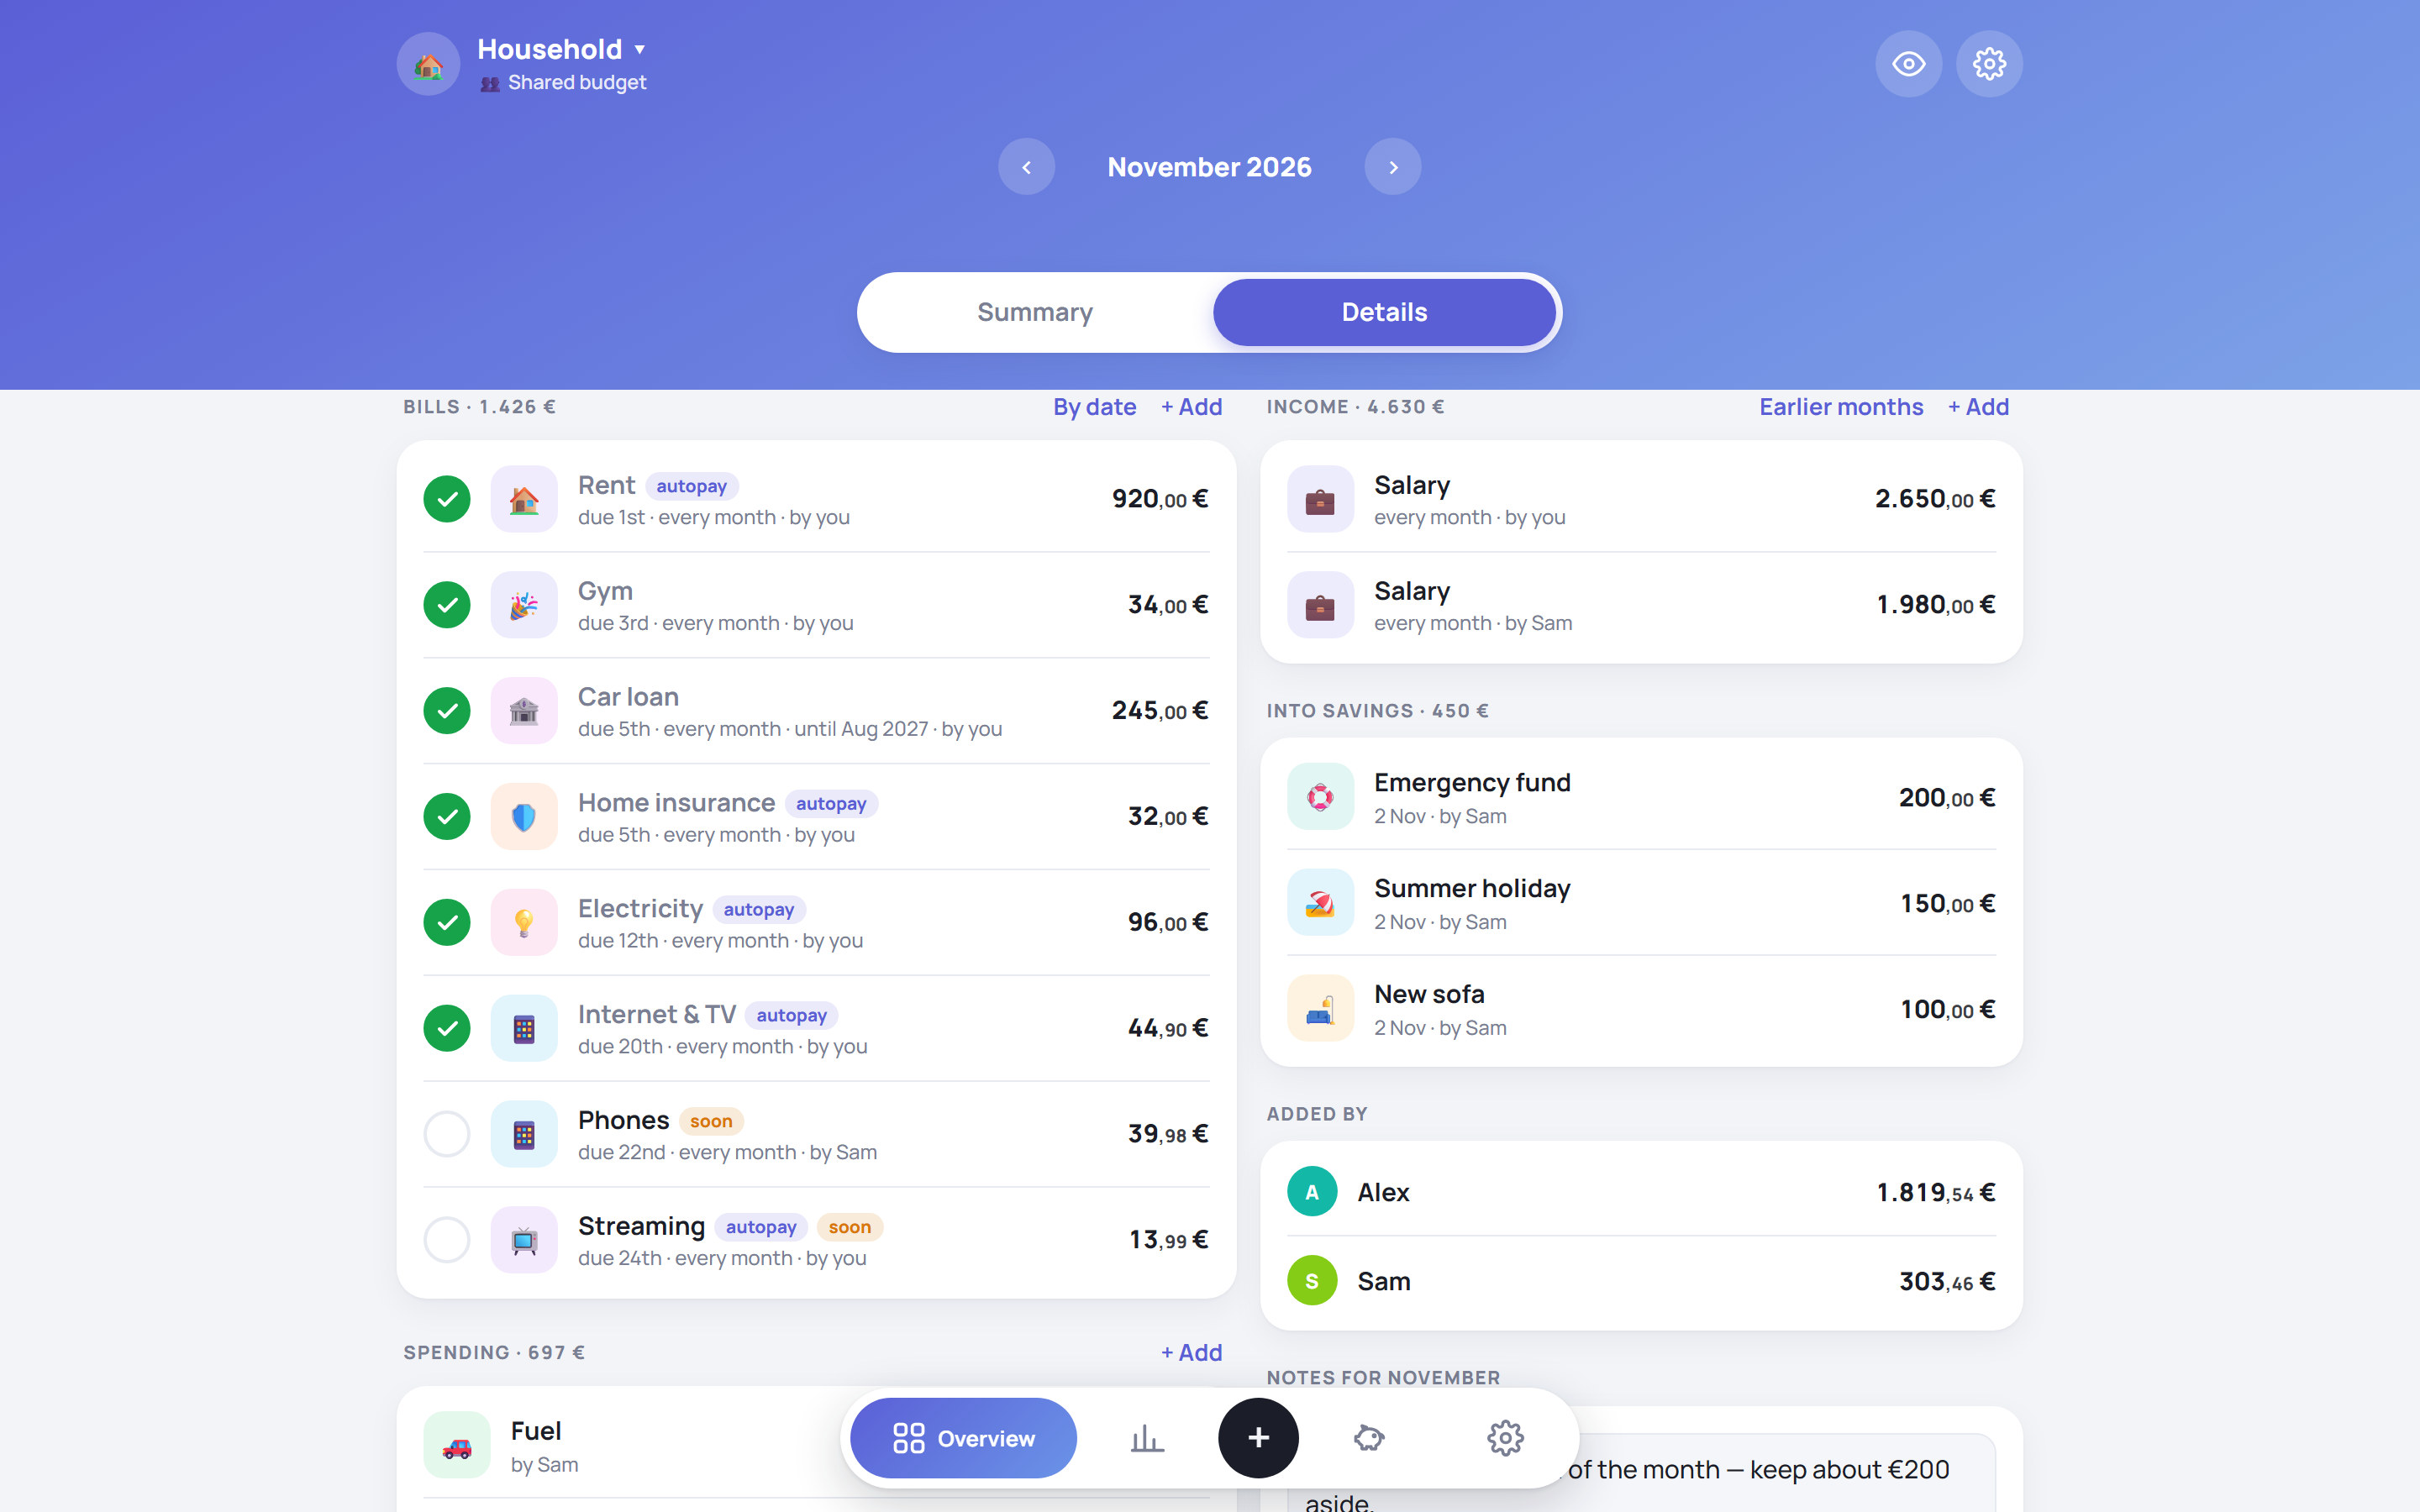 Household ▼
Shared budget
November 2026
Summary
Details
BILLS · 1.426 €
By date
+ Add
Rent autopay
due 1st · every month · by you
920,00 €
Gym
due 3rd · every month · by you
34,00 €
Car loan
due 5th · every month · until Aug 2027 · by you
245,00 €
Home insurance autopay
due 5th · every month · by you
32,00 €
Electricity autopay
due 12th · every month · by you
96,00 €
Internet & TV autopay
due 20th · every month · by you
44,90 €
Phones soon
due 22nd · every month · by Sam
39,98 €
Streaming autopay soon
due 24th · every month · by you
13,99 €
SPENDING · 697 €
+ Add
Fuel
by Sam
INCOME · 4.630 €
Earlier months
+ Add
Salary
every month · by you
2.650,00 €
Salary
every month · by Sam
1.980,00 €
INTO SAVINGS · 450 €
Emergency fund
2 Nov · by Sam
200,00 €
Summer holiday
2 Nov · by Sam
150,00 €
New sofa
2 Nov · by Sam
100,00 €
ADDED BY
A
Alex
1.819,54 €
S
Sam
303,46 €
NOTES FOR NOVEMBER
of the month — keep about €200
aside.
Overview
+